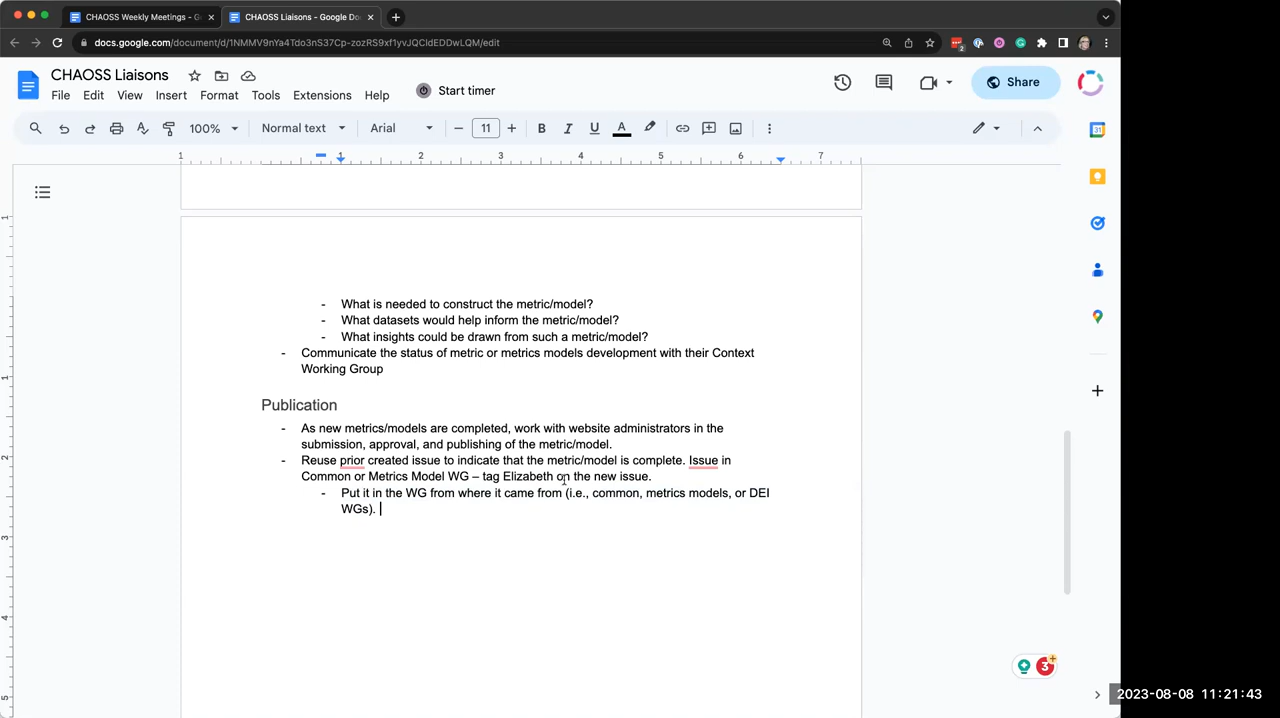 CHAOSS Weekly Meetings - G
CHAOSS Liaisons - Google Do
docs.google.com/document/d/1NMMV9nYa4Tdo3nS37Cp-zozRS9xf1yvJQCIdEDDwLQM/edit
CHAOSS Liaisons
File Edit View Insert Format Tools Extensions Help
Start timer
Share
100% Normal text Arial 11
1 1 2 3 4 5 6 7
- What is needed to construct the metric/model?
- What datasets would help inform the metric/model?
- What insights could be drawn from such a metric/model?
- Communicate the status of metric or metrics models development with their Context
Working Group
Publication
- As new metrics/models are completed, work with website administrators in the
submission, approval, and publishing of the metric/model.
- Reuse prior created issue to indicate that the metric/model is complete. Issue in
Common or Metrics Model WG – tag Elizabeth on the new issue.
- Put it in the WG from where it came from (i.e., common, metrics models, or DEI
WGs).
3
2023-08-08 11:21:43